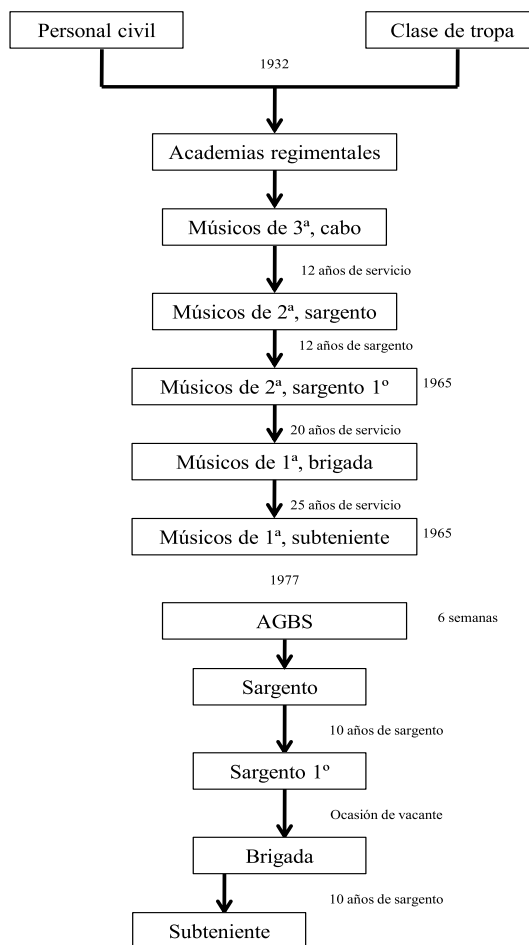 Personal civil
Clase de tropa
1932
Academias regimentales
Músicos de 3ª, cabo
12 años de servicio
Músicos de 2ª, sargento
12 años de sargento
Músicos de 2ª, sargento 1º
1965
20 años de servicio
Músicos de 1ª, brigada
25 años de servicio
Músicos de 1ª, subteniente
1965
1977
AGBS
6 semanas
Sargento
10 años de sargento
Sargento 1º
Ocasión de vacante
Brigada
10 años de sargento
Subteniente